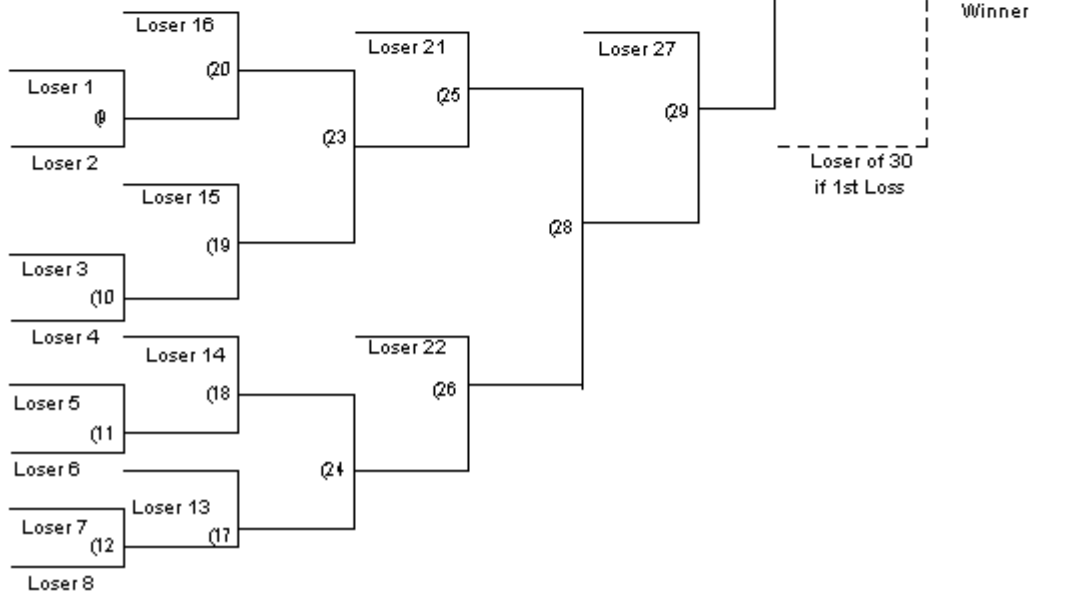 Winner
Loser 16
(20
Loser 21
Loser 27
Loser 1
(9
(25
(29
(23
Loser 2
Loser of 30
if 1st Loss
Loser 15
(19
(28
Loser 3
(10
Loser 4
Loser 14
Loser 22
(18
(26
Loser 5
(11
Loser 6
(24
Loser 13
Loser 7
(17
(12
Loser 8